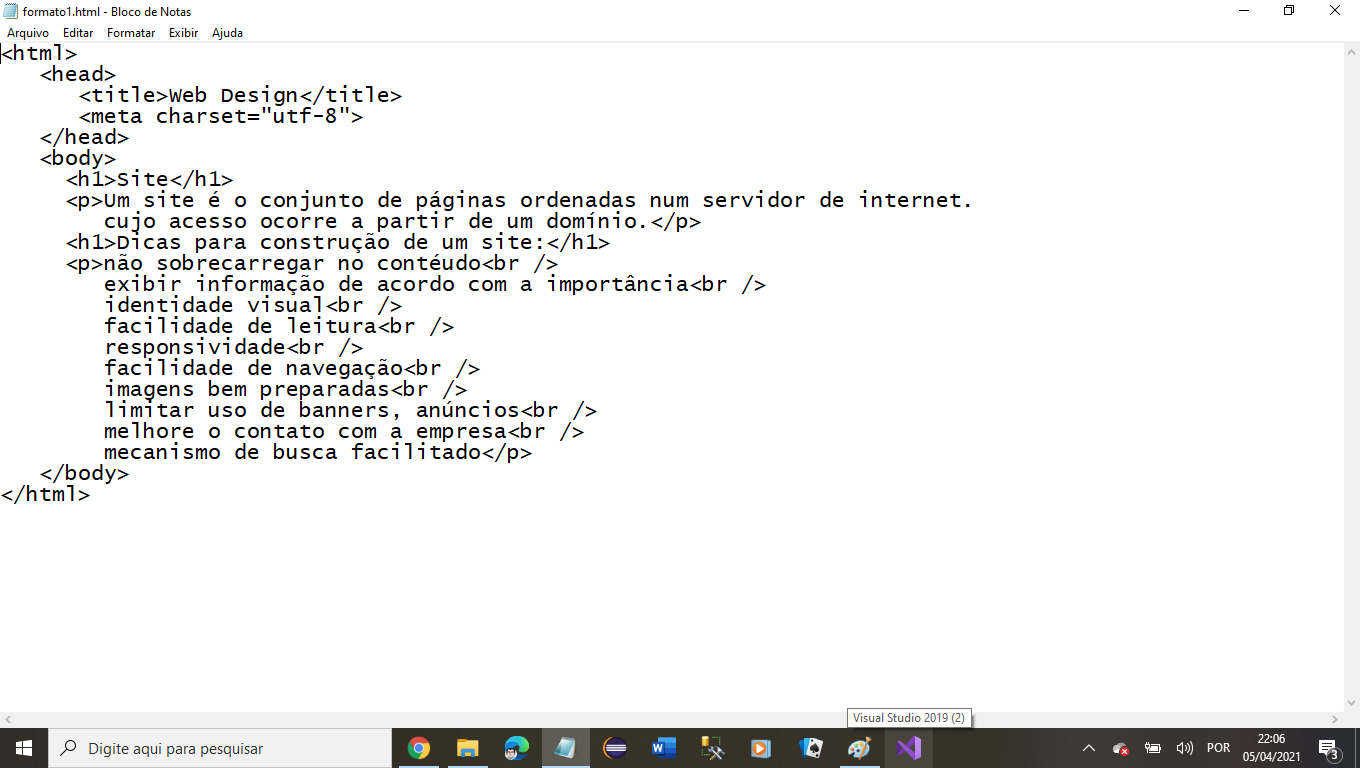 formato1.html - Bloco de Notas
Arquivo Editar Formatar Exibir Ajuda
<html>
   <head>
      <title>Web Design</title>
      <meta charset="utf-8">
   </head>
   <body>
     <h1>Site</h1>
     <p>Um site é o conjunto de páginas ordenadas num servidor de internet.
        cujo acesso ocorre a partir de um domínio.</p>
     <h1>Dicas para construção de um site:</h1>
     <p>não sobrecarregar no contéudo<br />
        exibir informação de acordo com a importância<br />
        identidade visual<br />
        facilidade de leitura<br />
        responsividade<br />
        facilidade de navegação<br />
        imagens bem preparadas<br />
        limitar uso de banners, anúncios<br />
        melhore o contato com a empresa<br />
        mecanismo de busca facilitado</p>
   </body>
</html>
Visual Studio 2019 (2)
Digite aqui para pesquisar
POR
22:06
05/04/2021
3